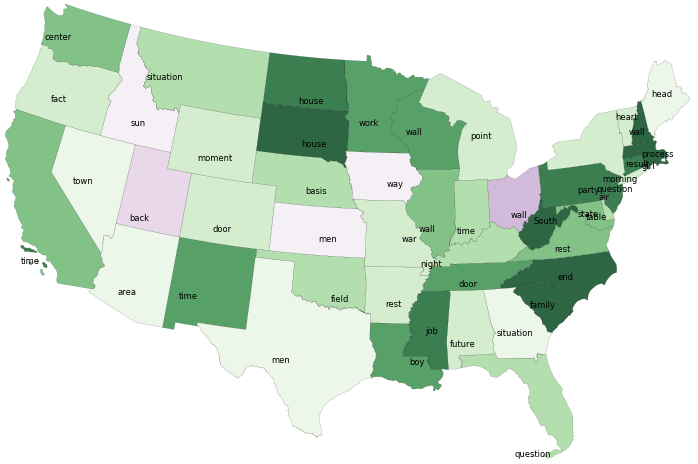 center
situation
fact
sun
house
work
wall
point
head
heart
wall
process
result
girl
house
moment
town
basis
way
morning
party
question
air
back
door
men
war
wall
time
wall
South
state
table
rest
time
area
time
field
night
rest
door
end
family
job
future
situation
men
boy
question